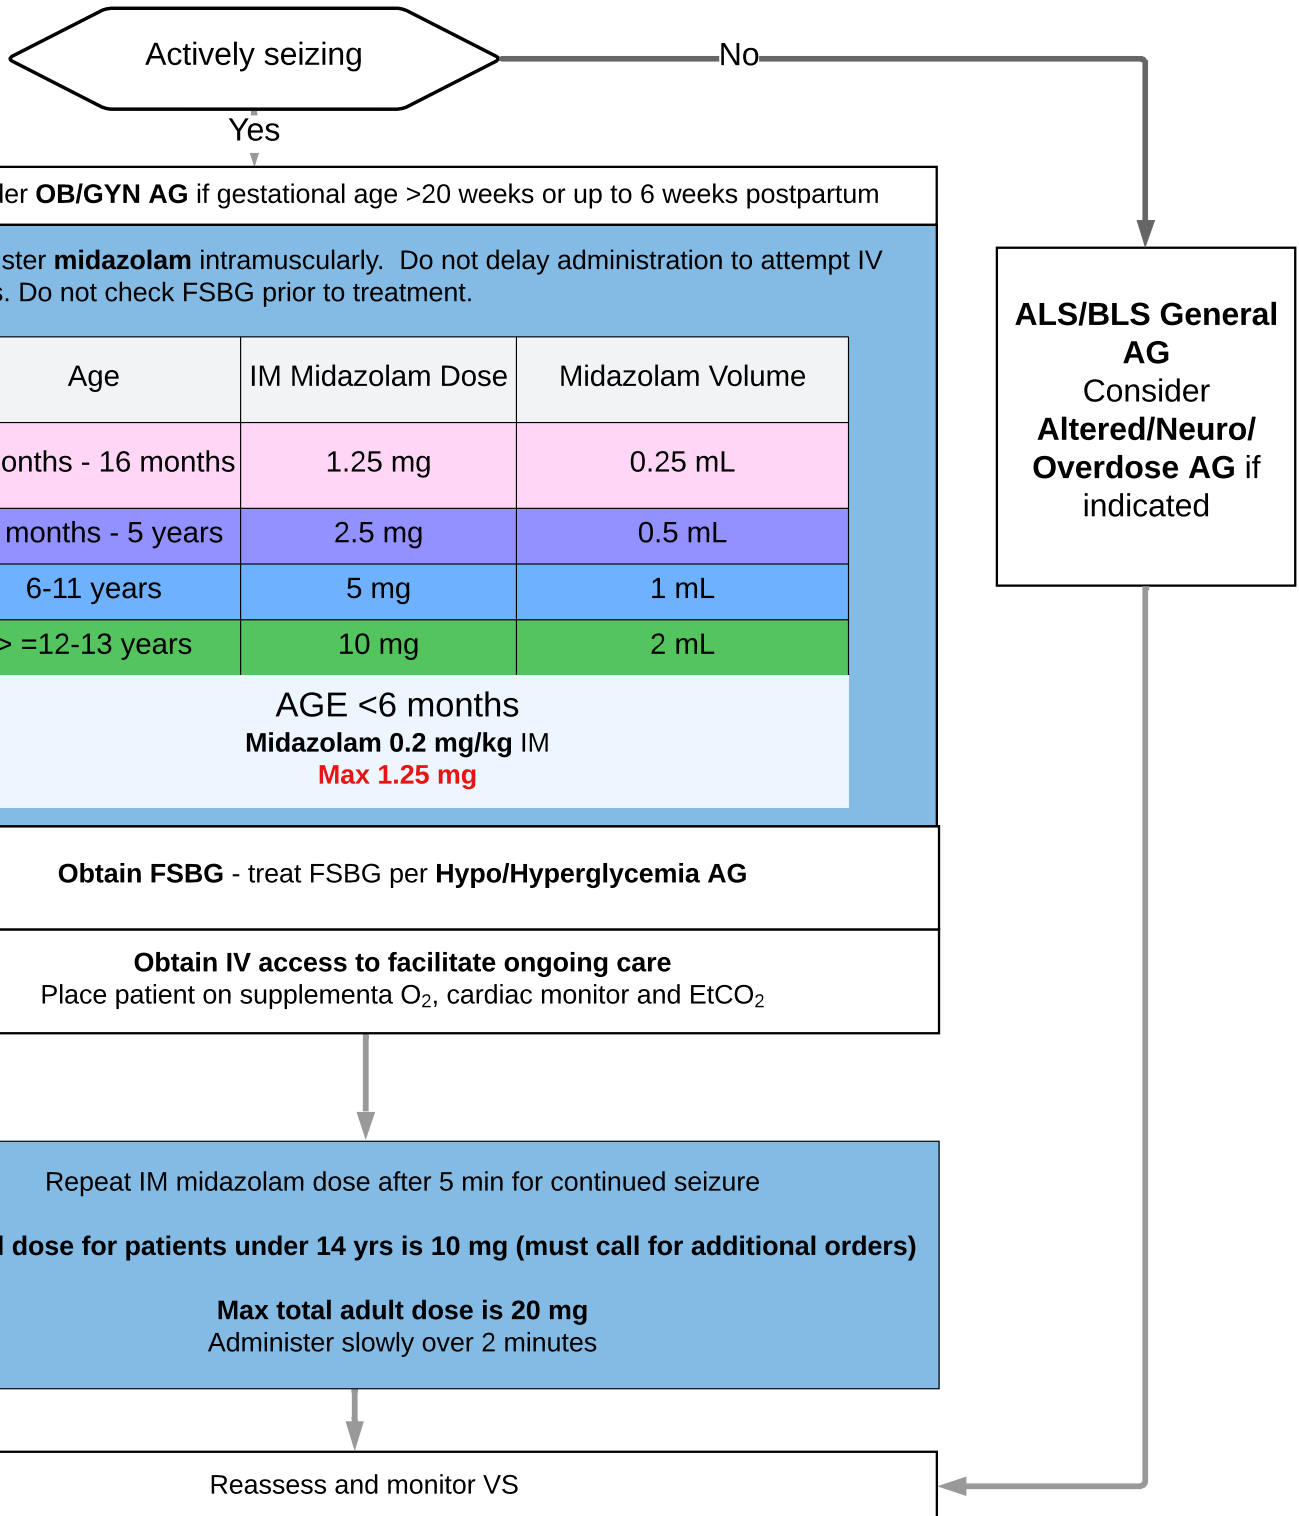 Actively seizing
No
Yes
OB/GYN AG if gestational age >20 weeks or up to 6 weeks postpartum
midazolam intramuscularly.  Do not delay administration to attempt IV
Do not check FSBG prior to treatment.
Age
IM Midazolam Dose
Midazolam Volume
- 16 months
1.25 mg
0.25 mL
months - 5 years
2.5 mg
0.5 mL
6-11 years
5 mg
1 mL
> =12-13 years
10 mg
2 mL
AGE <6 months
Midazolam 0.2 mg/kg IM
Max 1.25 mg
ALS/BLS General
AG
Consider
Altered/Neuro/
Overdose AG if
indicated
Obtain FSBG - treat FSBG per Hypo/Hyperglycemia AG
Obtain IV access to facilitate ongoing care
Place patient on supplementa O₂, cardiac monitor and EtCO₂
Repeat IM midazolam dose after 5 min for continued seizure
dose for patients under 14 yrs is 10 mg (must call for additional orders)
Max total adult dose is 20 mg
Administer slowly over 2 minutes
Reassess and monitor VS